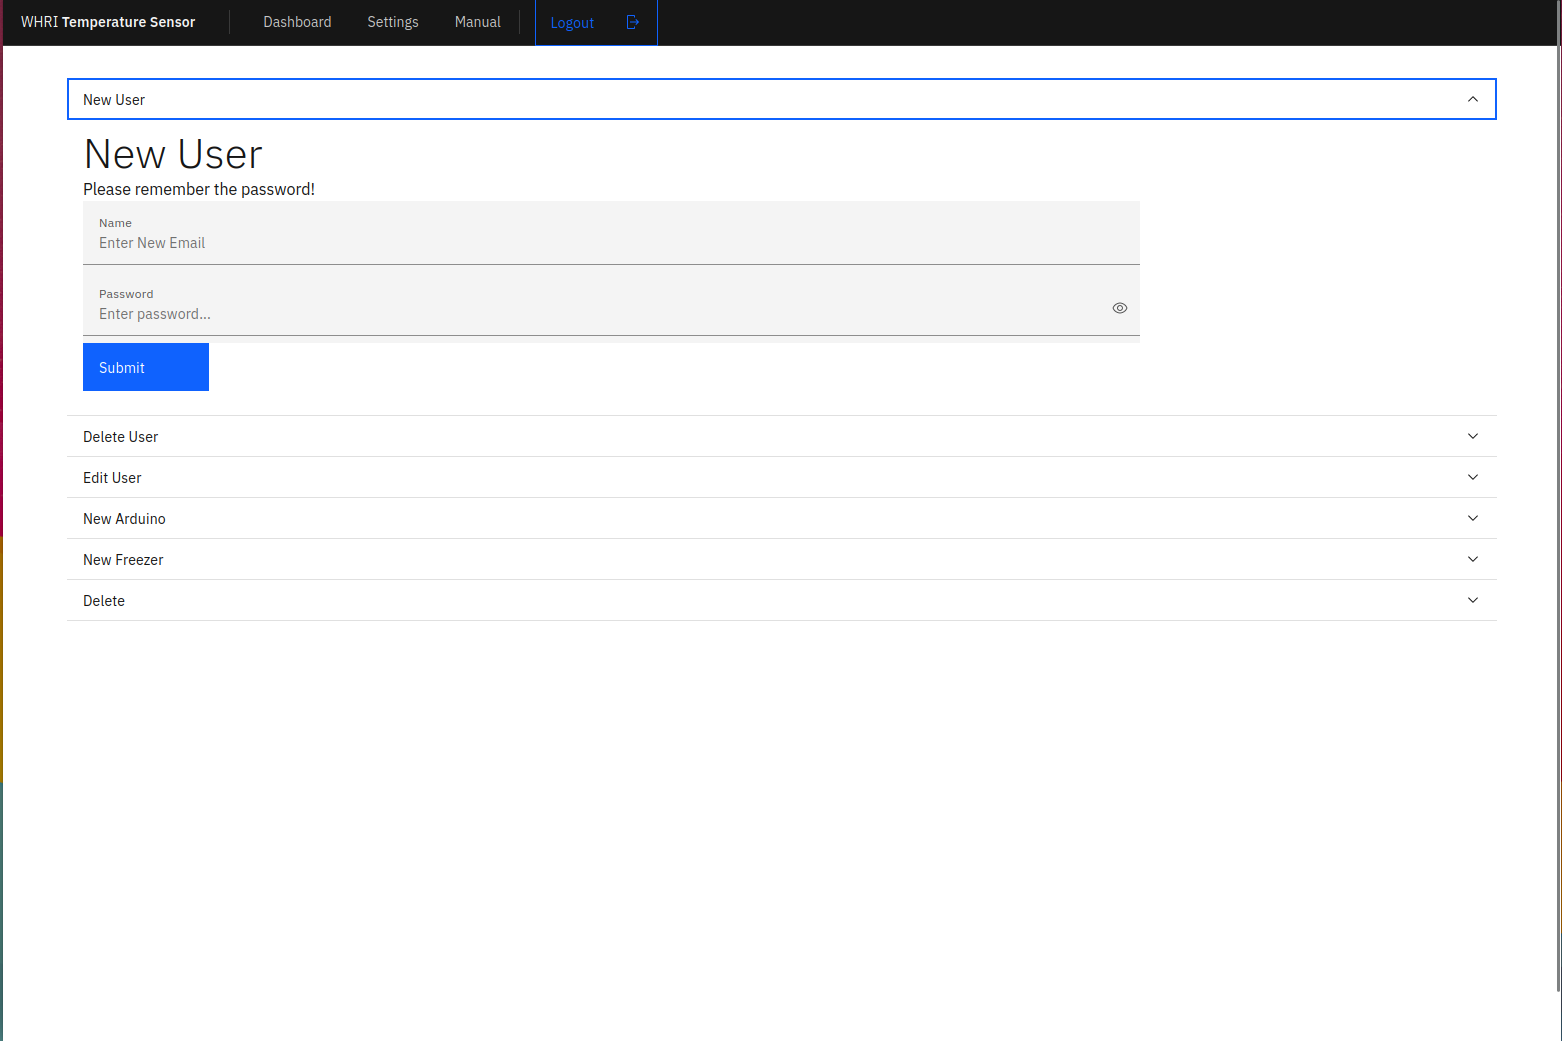 WHRI Temperature Sensor Dashboard Settings Manual Logout
New User
New User
Please remember the password!
Name
Enter New Email
Password
Enter password...
Submit
Delete User
Edit User
New Arduino
New Freezer
Delete